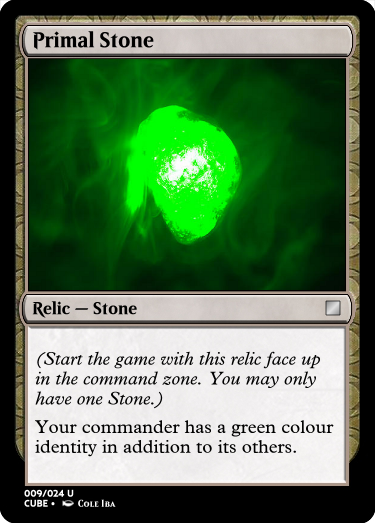 Primal Stone
Relic — Stone
(Start the game with this relic face up
in the command zone. You may only
have one Stone.)
Your commander has a green colour
identity in addition to its others.
009/024 U
CUBE • Cole Iba